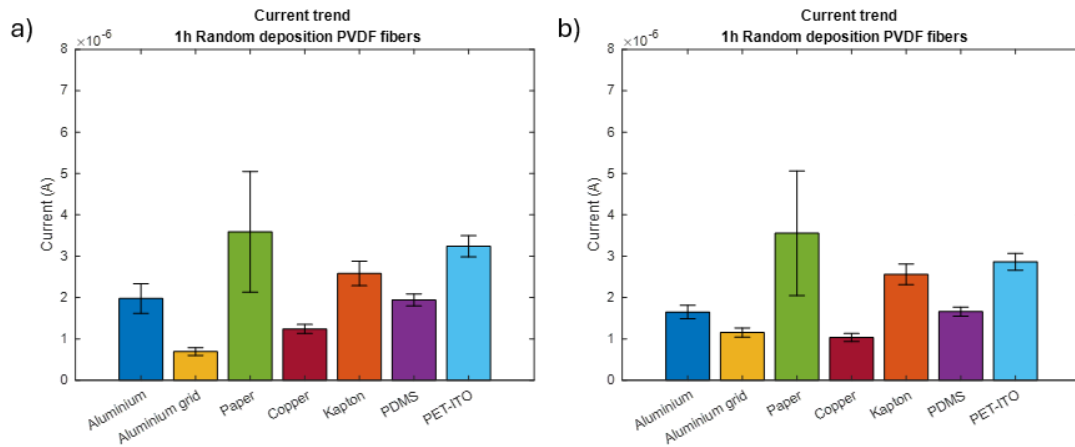 a)
Current trend
1h Random deposition PVDF fibers
×10⁻⁶
8
7
6
5
4
3
2
1
0
Current (A)
Aluminium
Aluminium grid
Paper
Copper
Kapton
PDMS
PET-ITO
b)
Current trend
1h Random deposition PVDF fibers
×10⁻⁶
8
7
6
5
4
3
2
1
0
Current (A)
Aluminium
Aluminium grid
Paper
Copper
Kapton
PDMS
PET-ITO